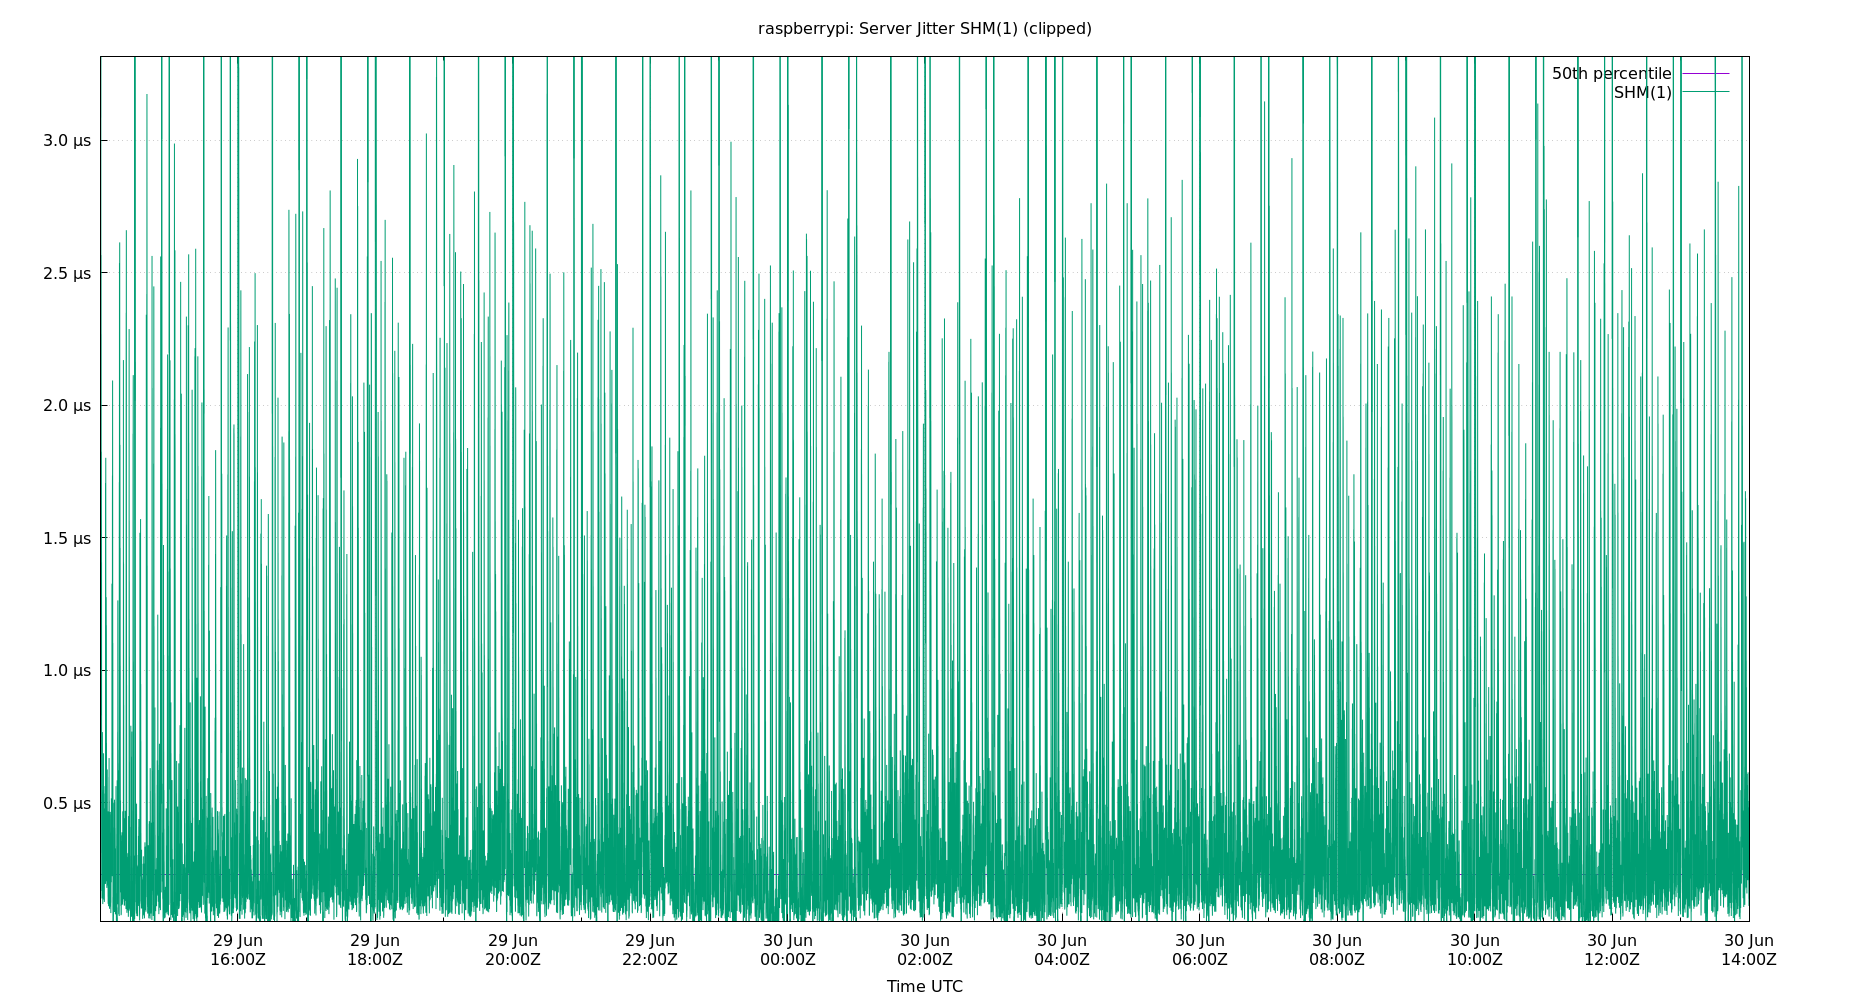 raspberrypi: Server Jitter SHM(1) (clipped)
50th percentile
SHM(1)
3.0 µs
2.5 µs
2.0 µs
1.5 µs
1.0 µs
0.5 µs
29 Jun 29 Jun 29 Jun 29 Jun 30 Jun 30 Jun 30 Jun 30 Jun 30 Jun 30 Jun 30 Jun 30 Jun
16:00Z 18:00Z 20:00Z 22:00Z 00:00Z 02:00Z 04:00Z 06:00Z 08:00Z 10:00Z 12:00Z 14:00Z
Time UTC